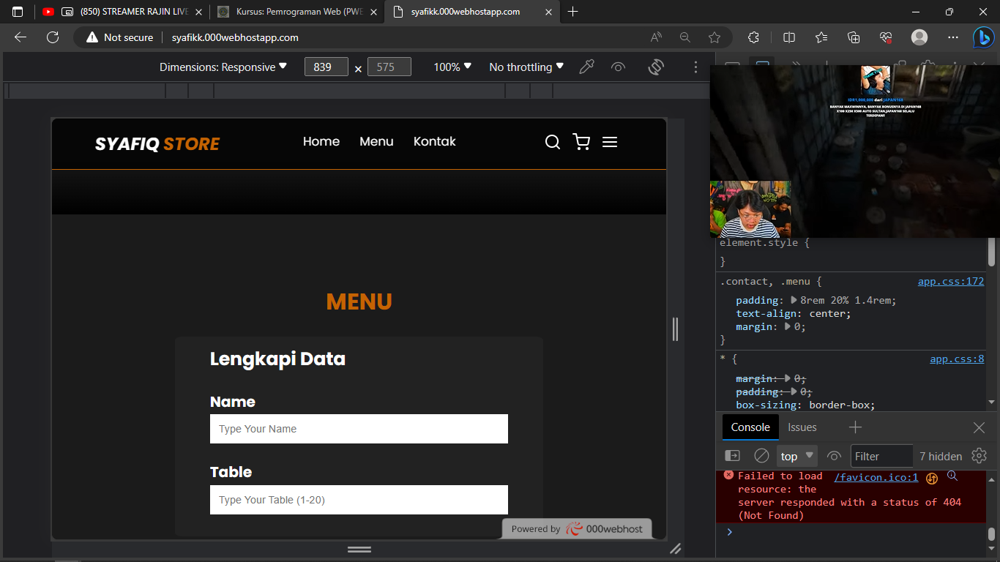 (850) STREAMER RAJIN LIVE
Kursus: Pemrograman Web (PWE
syafikk.000webhostapp.com
Not secure
syafikk.000webhostapp.com
Dimensions: Responsive
839
×
575
100%
No throttling
SYAFIQ STORE
Home
Menu
Kontak
MENU
Lengkapi Data
Name
Type Your Name
Table
Type Your Table (1-20)
Powered by 000webhost
IDR1,000,000 dari JAPAN168
BANYAK MAXWINNYA, BANYAK BONUSNYA DI JAPAN168
X100 X250 X500 AUTO SULTAN,JAPAN168 SELALU
TERDEPAN!!
element.style {
}
.contact, .menu {
app.css:172
padding: 8rem 20% 1.4rem;
text-align: center;
margin: 0;
}
* {
app.css:8
margin: 0;
padding: 0;
box-sizing: border-box;
Console
Issues
top
Filter
7 hidden
Failed to load /favicon.ico:1
resource: the
server responded with a status of 404
(Not Found)